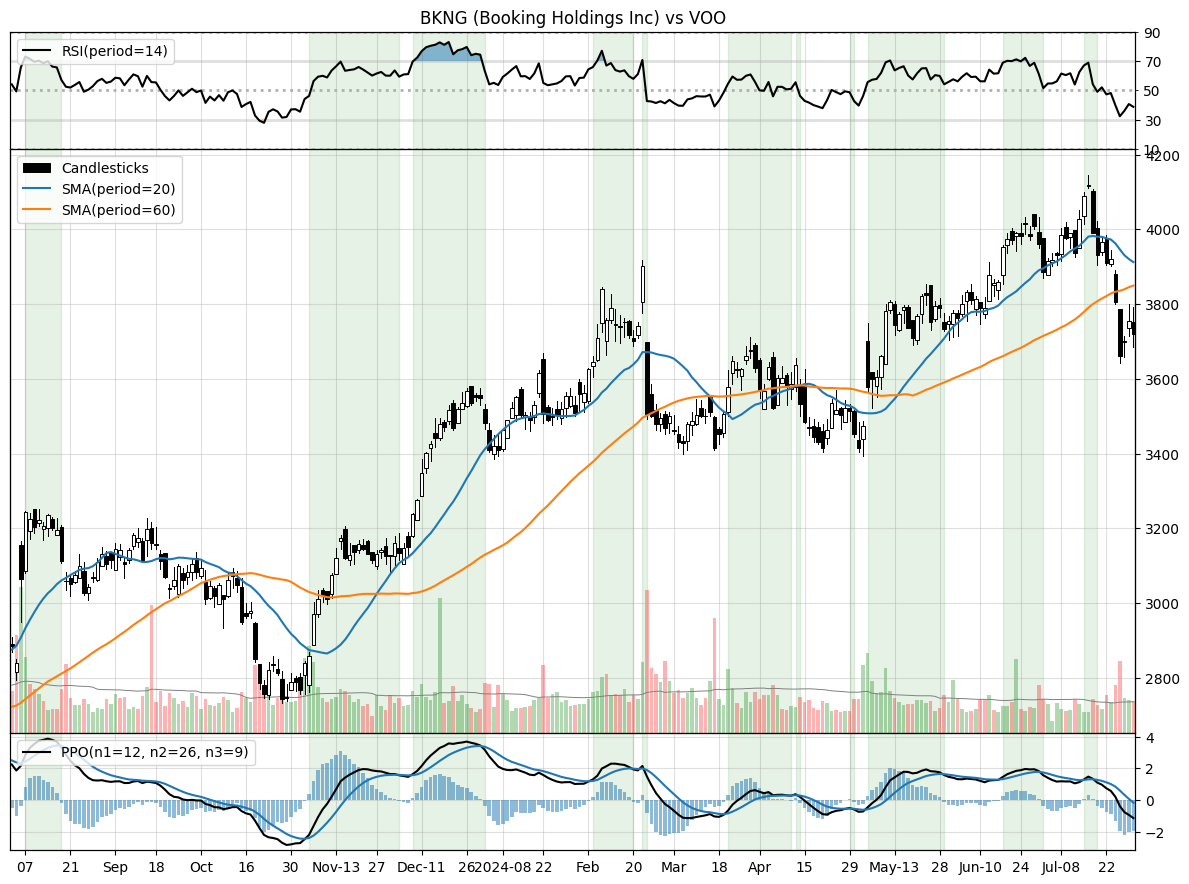 BKNG (Booking Holdings Inc) vs VOO
RSI(period=14)
90
70
50
30
10
Candlesticks
SMA(period=20)
SMA(period=60)
4200
4000
3800
3600
3400
3200
3000
2800
PPO(n1=12, n2=26, n3=9)
4
2
0
−2
07 21 Sep 18 Oct 16 30 Nov-13 27 Dec-11 26 2024-08 22 Feb 20 Mar 18 Apr 15 29 May-13 28 Jun-10 24 Jul-08 22